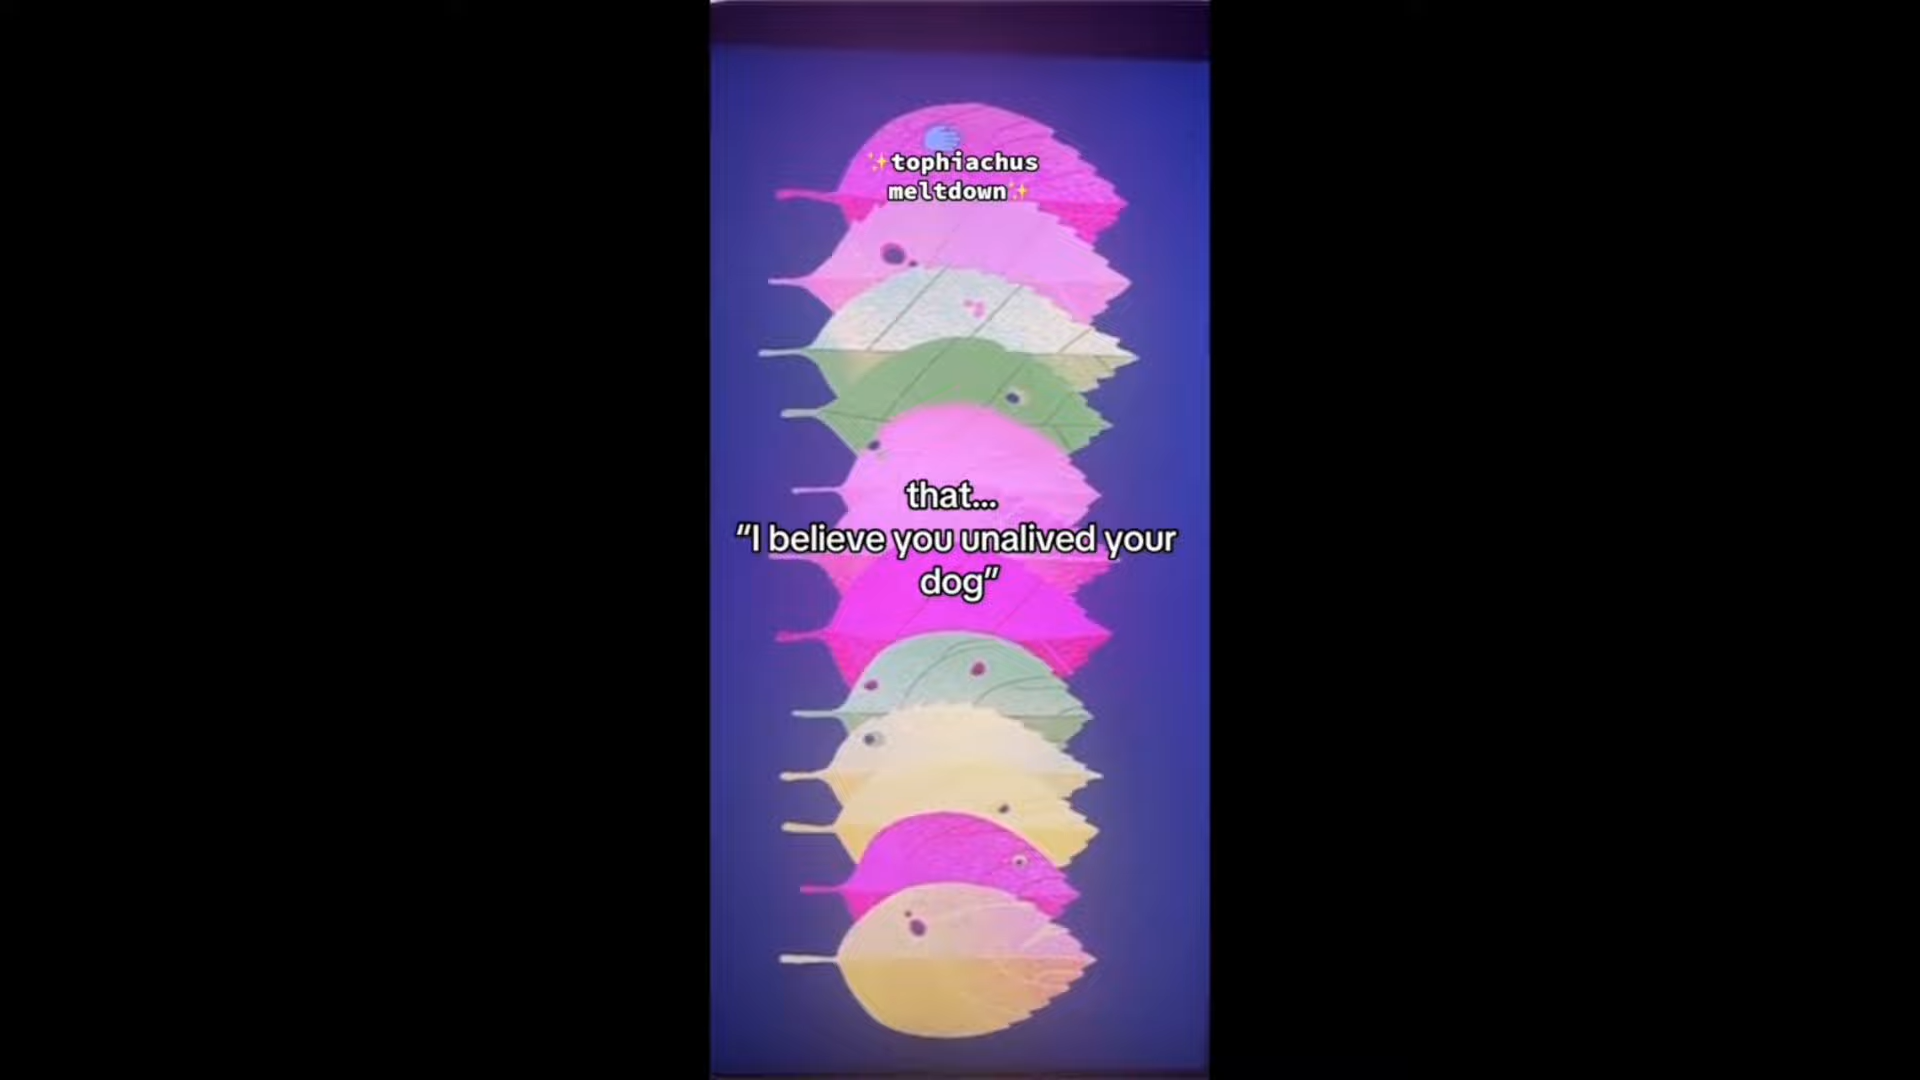 ✨tophiachus
meltdown✨
that...
"I believe you unalived your
dog"